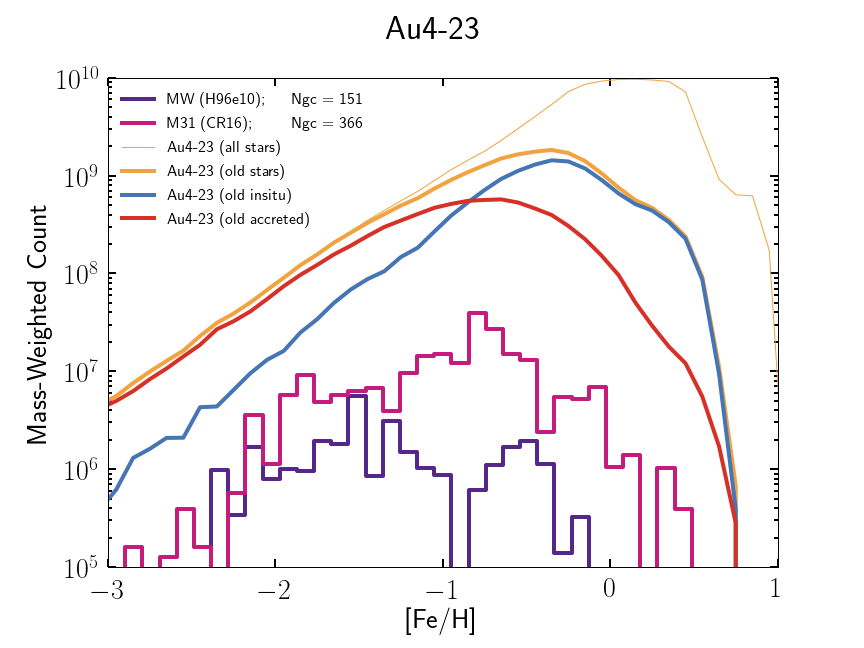 Au4-23
Mass-Weighted Count
10^10
10^9
10^8
10^7
10^6
10^5
MW (H96e10); Ngc = 151
M31 (CR16); Ngc = 366
Au4-23 (all stars)
Au4-23 (old stars)
Au4-23 (old insitu)
Au4-23 (old accreted)
−3 −2 −1 0 1
[Fe/H]